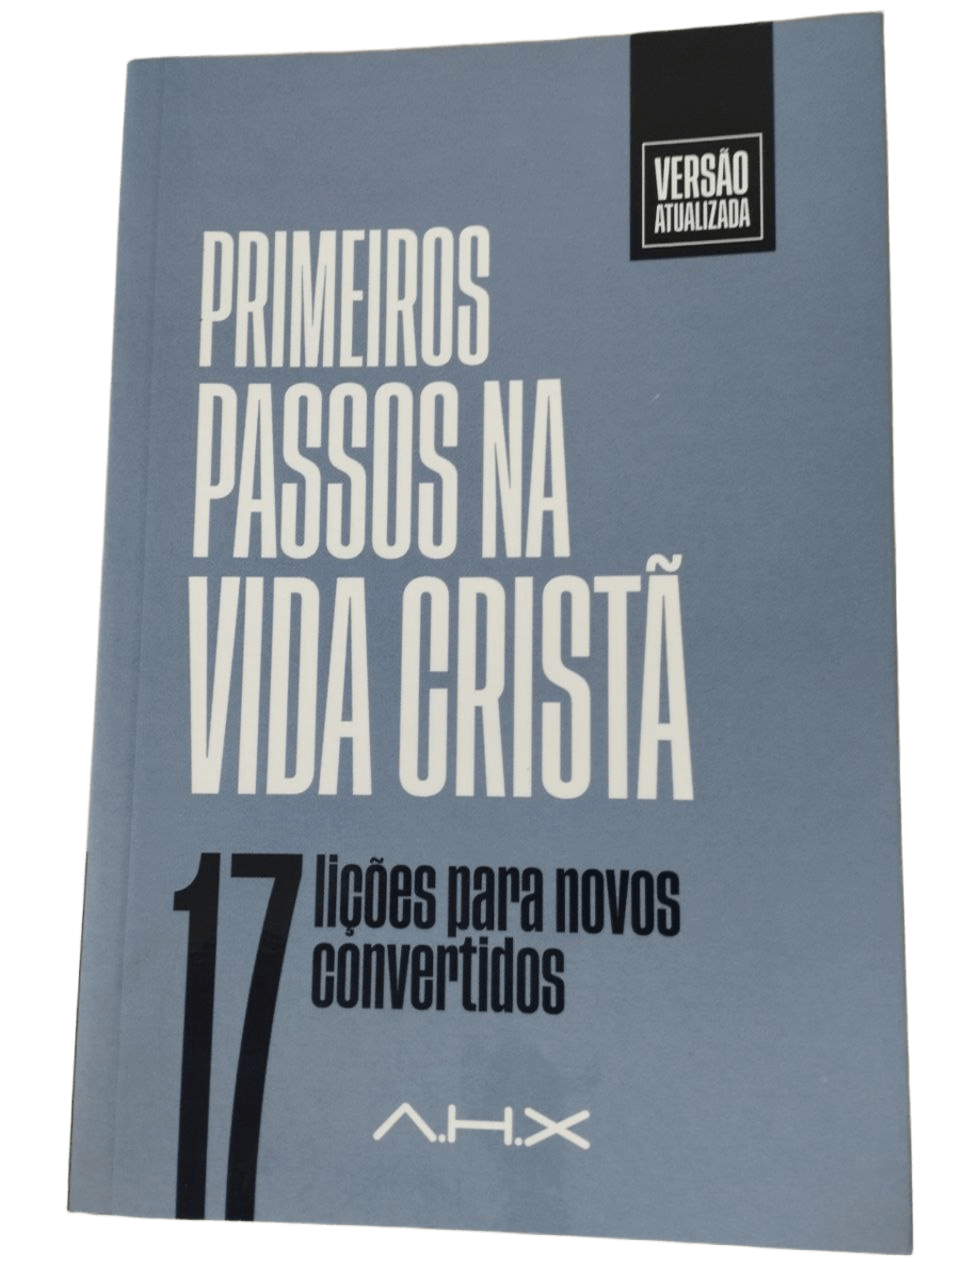 VERSÃO
ATUALIZADA
PRIMEIROS
PASSOS NA
VIDA CRISTÃ
17 lições para novos
convertidos
A.H.X